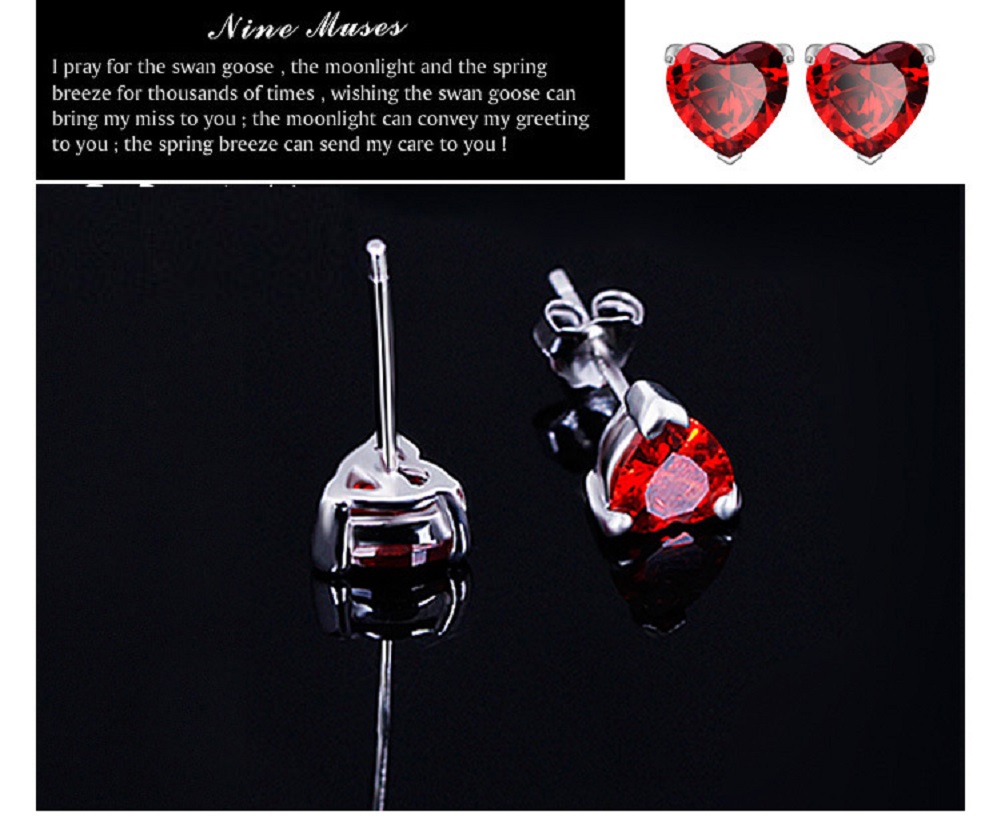 Nine Muses
I pray for the swan goose , the moonlight and the spring
breeze for thousands of times , wishing the swan goose can
bring my miss to you ; the moonlight can convey my greeting
to you ; the spring breeze can send my care to you !